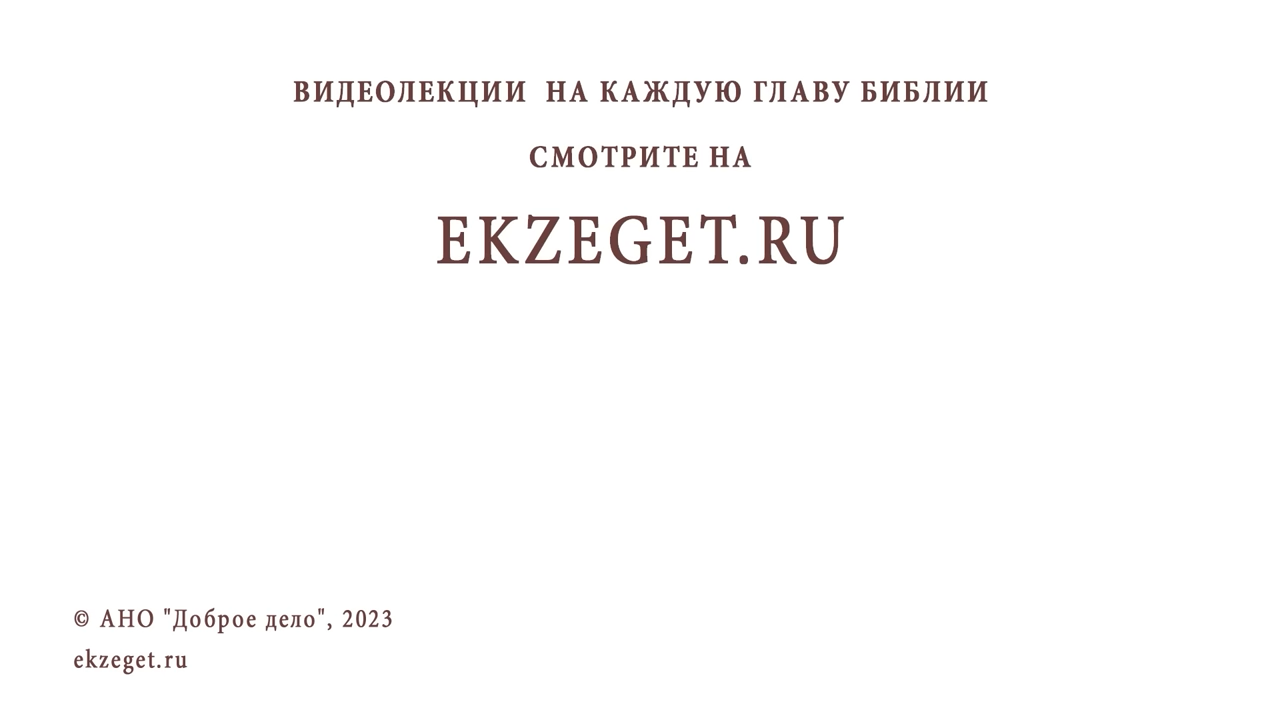 ВИДЕОЛЕКЦИИ НА КАЖДУЮ ГЛАВУ БИБЛИИ
СМОТРИТЕ НА
EKZEGET.RU
© АНО "Доброе дело", 2023
ekzeget.ru